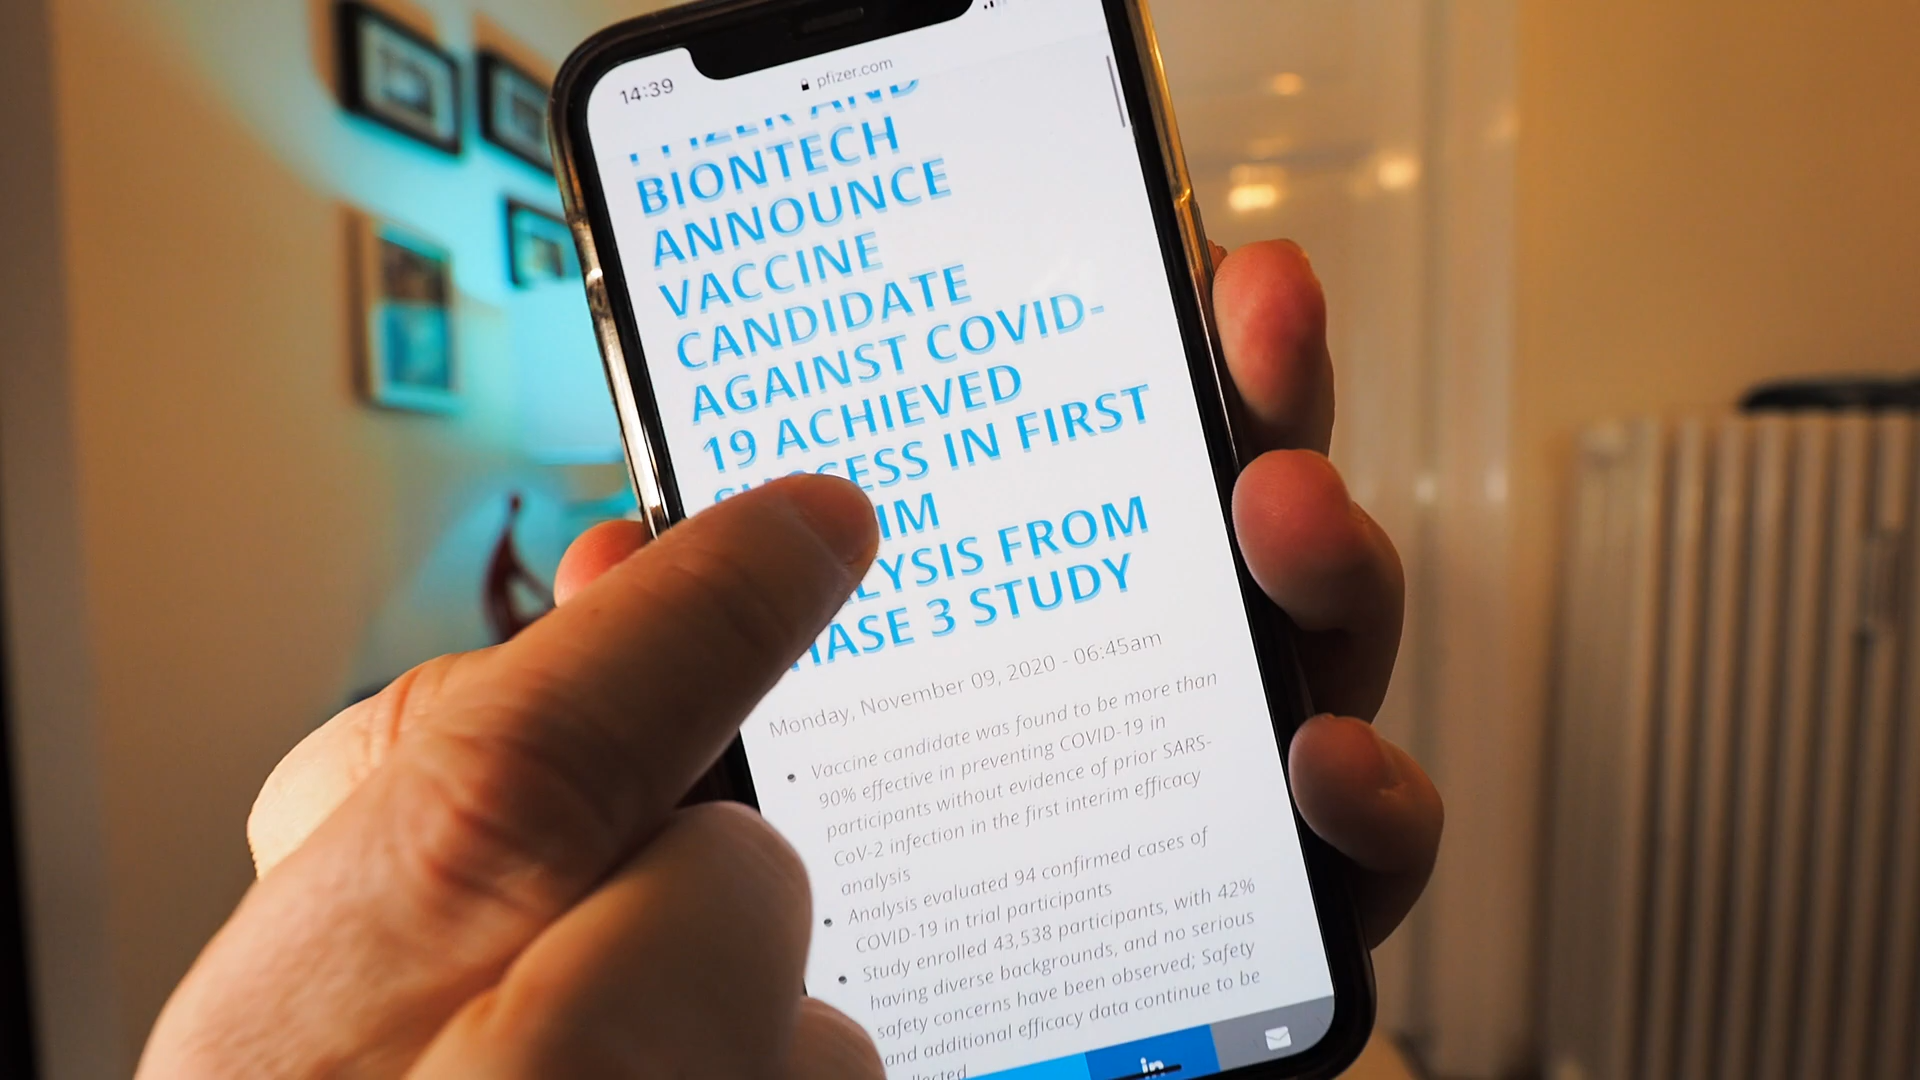 14:39
pfizer.com
PFIZER AND
BIONTECH
ANNOUNCE
VACCINE
CANDIDATE
AGAINST COVID-
19 ACHIEVED
IN FIRST
FROM
3 STUDY
Monday, November 09, 2020 - 06:45am
• Vaccine candidate was found to be more than
90% effective in preventing COVID-19 in
participants without evidence of prior SARS-
CoV-2 infection in the first interim efficacy
analysis
• Analysis evaluated 94 confirmed cases of
COVID-19 in trial participants
• Study enrolled 43,538 participants, with 42%
having diverse backgrounds, and no serious
safety concerns have been observed; Safety
and additional efficacy data continue to be
in